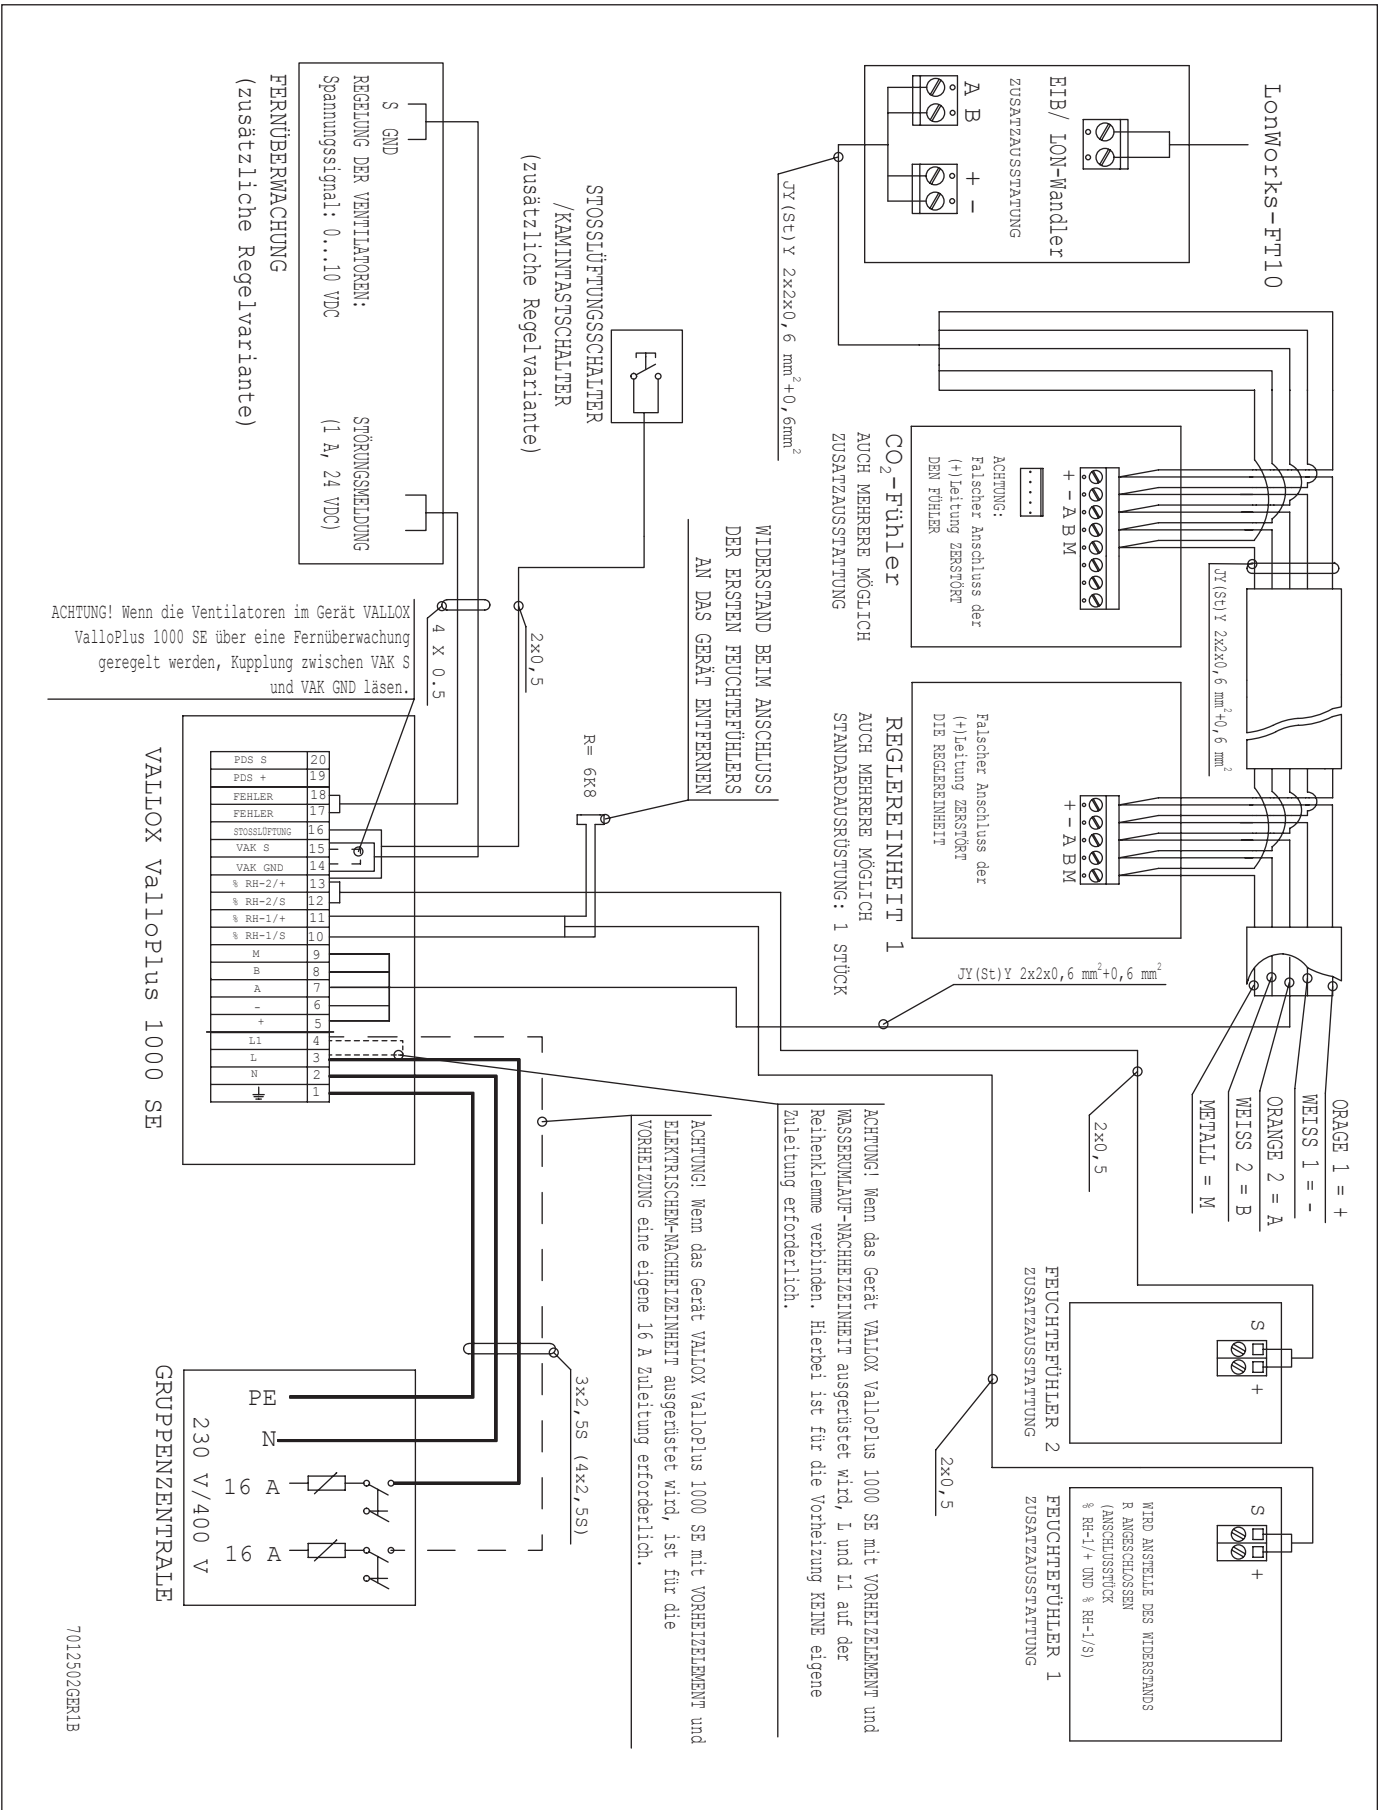 LonWorks-FT10
EIB/ LON-Wandler
ZUSATZAUSSTATUNG
A B
+ -
JY(St)Y 2x2x0,6 mm²+0,6mm²
CO₂-Fühler
AUCH MEHRERE MÖGLICH
ZUSATZAUSSTATTUNG
ACHTUNG:
Falscher Anschluss der
(+)Leitung ZERSTÖRT
DEN FÜHLER
+ - A B M
JY(St)Y 2x2x0,6 mm²+0,6 mm²
REGLEREINHEIT 1
AUCH MEHRERE MÖGLICH
STANDARDAUSRÜSTUNG: 1 STÜCK
Falscher Anschluss der
(+)Leitung ZERSTÖRT
DIE REGLEREINHEIT
+ - A B M
JY(St)Y 2x2x0,6 mm²+0,6 mm²
ORAGE 1 = +
WEISS 1 = -
ORANGE 2 = A
WEISS 2 = B
METALL = M
2x0,5
FEUCHTEFÜHLER 2
ZUSATZAUSSTATTUNG
S
+
2x0,5
FEUCHTEFÜHLER 1
ZUSATZAUSSTATTUNG
S
+
WIRD ANSTELLE DES WIDERSTANDS
R ANGESCHLOSSEN
(ANSCHLUSSTÜCK
% RH-1/+ UND % RH-1/S)
STOSSLÜFTUNGSSCHALTER
/KAMINTASTSCHALTER
(zusätzliche Regelvariante)
2x0,5
WIDERSTAND BEIM ANSCHLUSS
DER ERSTEN FEUCHTEFÜHLERS
AN DAS GERÄT ENTFERNEN
R= 6K8
S GND
REGELUNG DER VENTILATOREN:
Spannungssignal: 0...10 VDC
STÖRUNGSMELDUNG
(1 A, 24 VDC)
FERNÜBERWACHUNG
(zusätzliche Regelvariante)
4 X 0.5
ACHTUNG! Wenn die Ventilatoren im Gerät VALLOX
ValloPlus 1000 SE über eine Fernüberwachung
geregelt werden, Kupplung zwischen VAK S
und VAK GND läsen.
PDS S 20
PDS + 19
FEHLER 18
FEHLER 17
STOSSLÜFTUNG 16
VAK S 15
VAK GND 14
% RH-2/+ 13
% RH-2/S 12
% RH-1/+ 11
% RH-1/S 10
M 9
B 8
A 7
- 6
+ 5
L1 4
L 3
N 2
1
VALLOX ValloPlus 1000 SE
ACHTUNG! Wenn das Gerät VALLOX ValloPlus 1000 SE mit VORHEIZELEMENT und
WASSERUMLAUF-NACHHEIZEINHEIT ausgerüstet wird, L und L1 auf der
Reihenklemme verbinden. Hierbei ist für die Vorheizung KEINE eigene
Zuleitung erforderlich.
ACHTUNG! Wenn das Gerät VALLOX ValloPlus 1000 SE mit VORHEIZELEMENT und
ELEKTRISCHEM-NACHHEIZEINHEIT ausgerüstet wird, ist für die
VORHEIZUNG eine eigene 16 A Zuleitung erforderlich.
3x2,5S (4x2,5S)
PE
N
16 A
16 A
230 V/400 V
GRUPPENZENTRALE
7012502GER1B